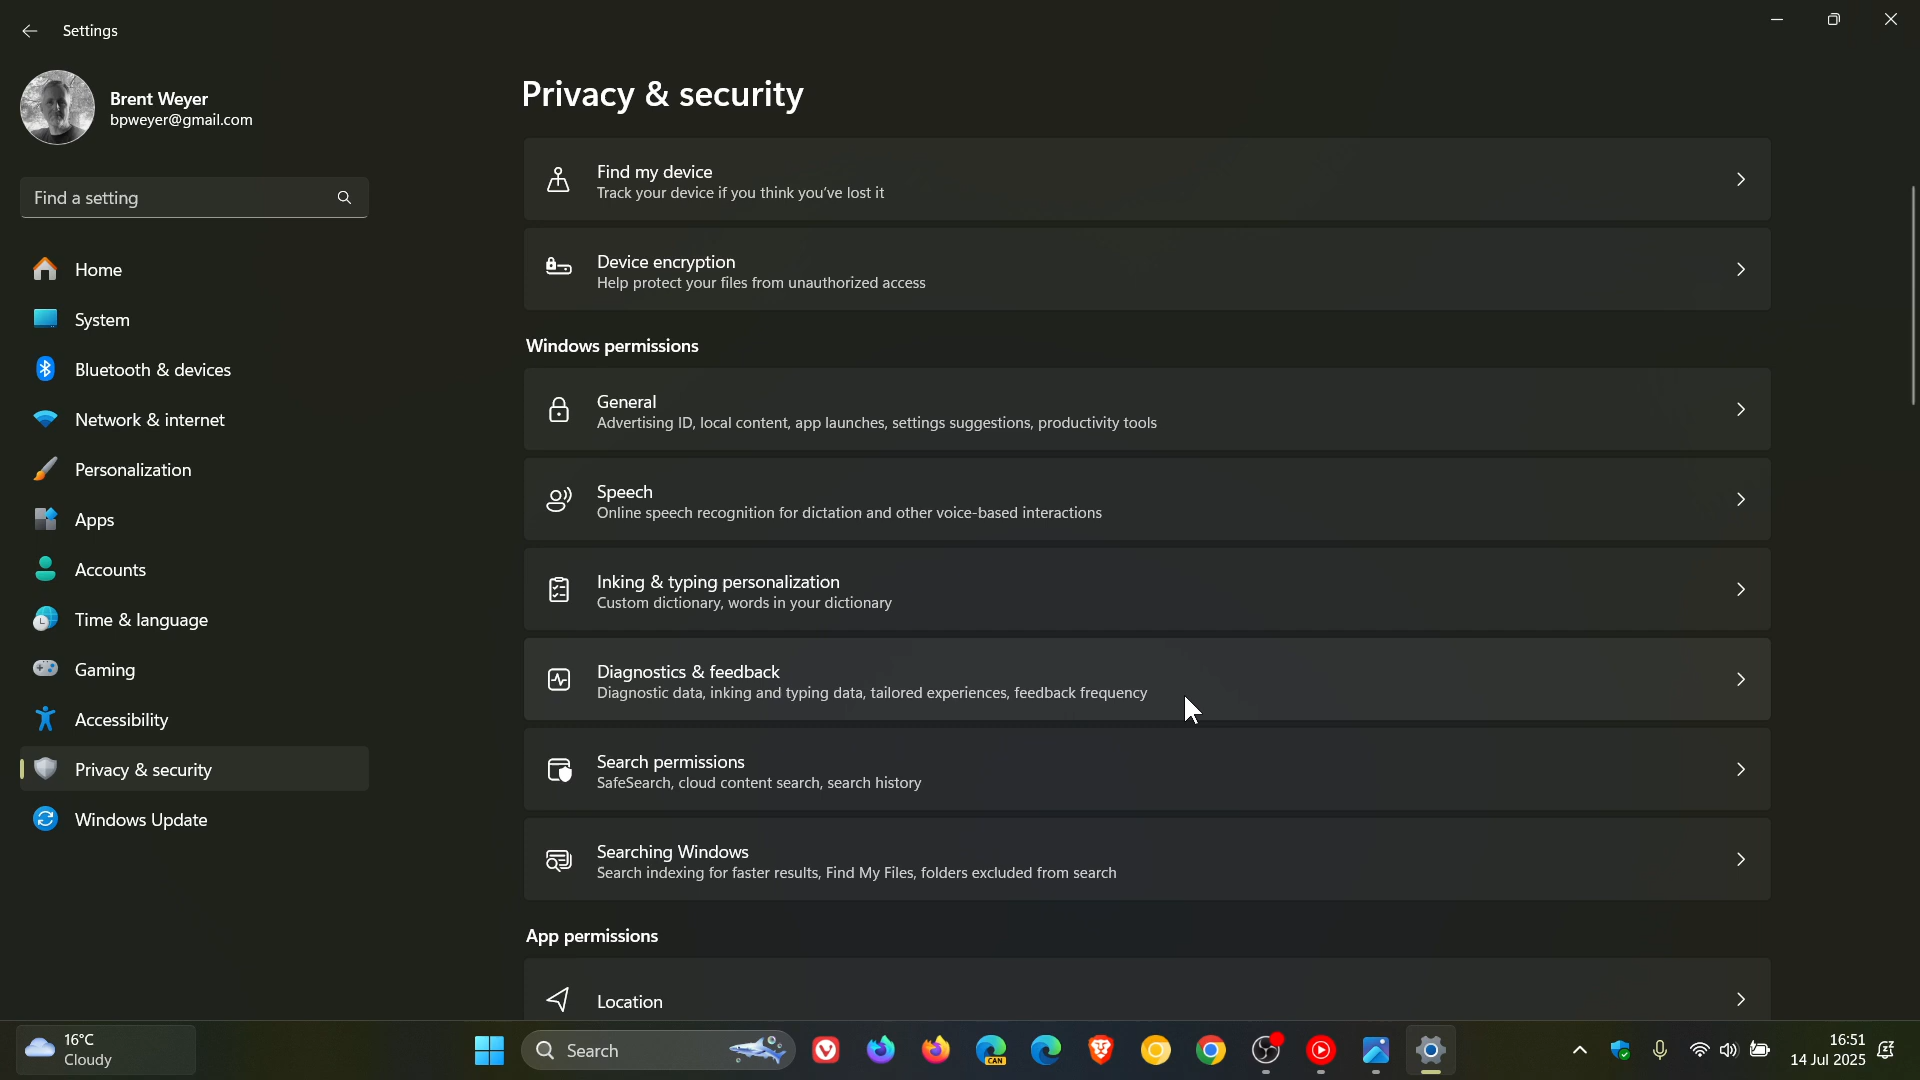 Settings
Brent Weyer
bpweyer@gmail.com
Find a setting
Home
System
Bluetooth & devices
Network & internet
Personalization
Apps
Accounts
Time & language
Gaming
Accessibility
Privacy & security
Windows Update
Privacy & security
Find my device
Track your device if you think you've lost it
Device encryption
Help protect your files from unauthorized access
Windows permissions
General
Advertising ID, local content, app launches, settings suggestions, productivity tools
Speech
Online speech recognition for dictation and other voice-based interactions
Inking & typing personalization
Custom dictionary, words in your dictionary
Diagnostics & feedback
Diagnostic data, inking and typing data, tailored experiences, feedback frequency
Search permissions
SafeSearch, cloud content search, search history
Searching Windows
Search indexing for faster results, Find My Files, folders excluded from search
App permissions
Location
16°C
Cloudy
Search
CAN
16:51
14 Jul 2025